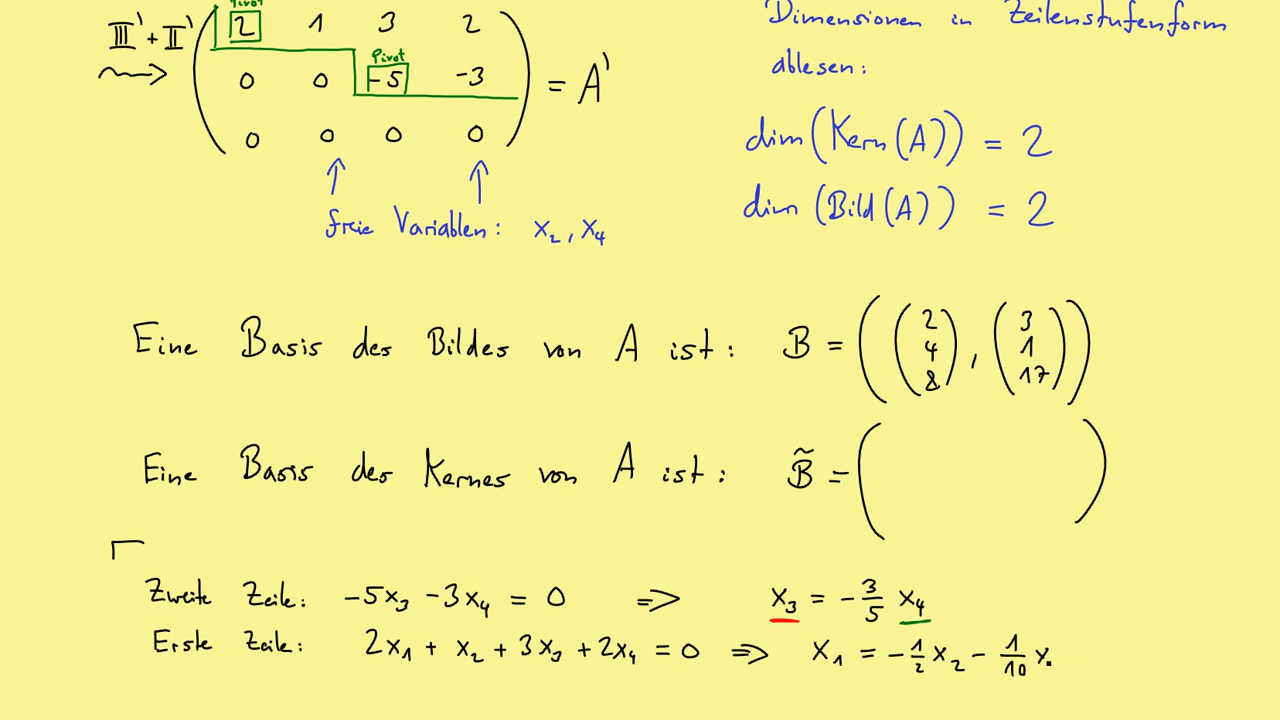 Pivot
III' + II' ⇝ ( 2 1 3 2
Dimensionen in Zeilenstufenform
Pivot
0 0 -5 -3 ) = A'
ablesen:
0 0 0 0
dim(Kern(A)) = 2
dim(Bild(A)) = 2
freie Variablen: x₂, x₄
Eine Basis des Bildes von A ist: B = ( (2 4 8), (3 1 17) )
Eine Basis des Kernes von A ist: B̃ = ( )
Zweite Zeile: -5x₃ -3x₄ = 0 => x₃ = -3/5 x₄
Erste Zeile: 2x₁ + x₂ + 3x₃ + 2x₄ = 0 => x₁ = -1/2 x₂ - 1/10 x